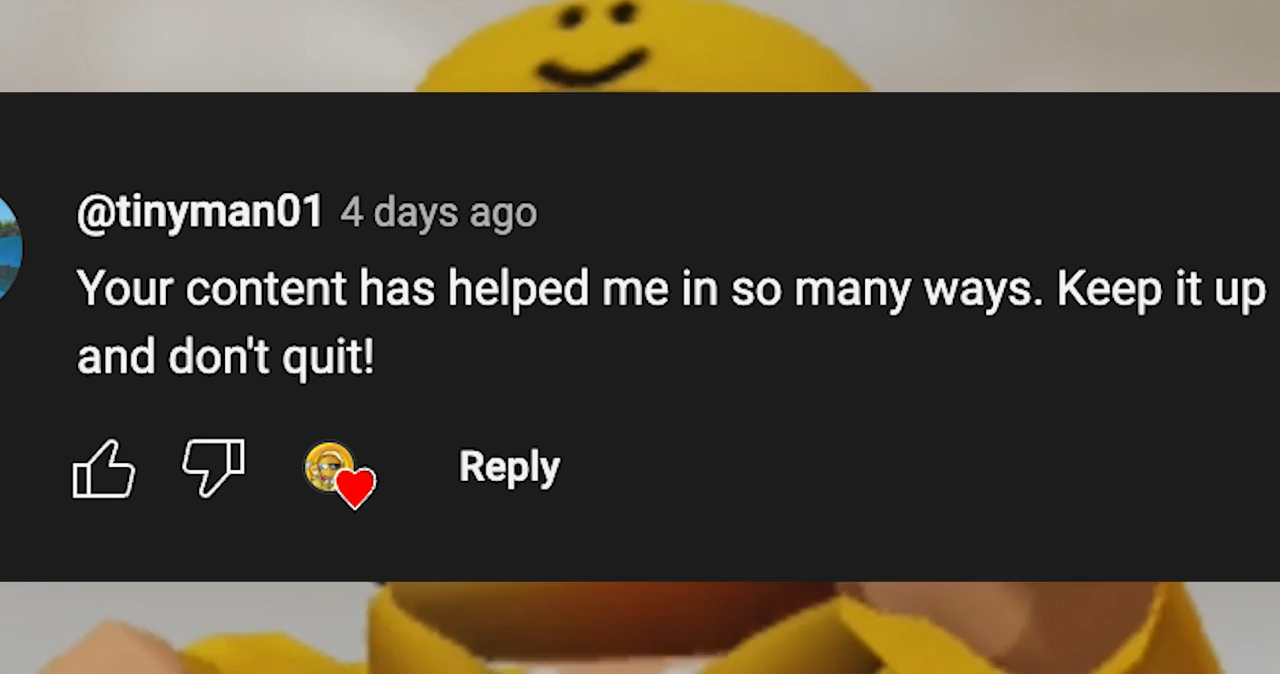 @tinyman01 4 days ago
Your content has helped me in so many ways. Keep it up
and don't quit!
Reply